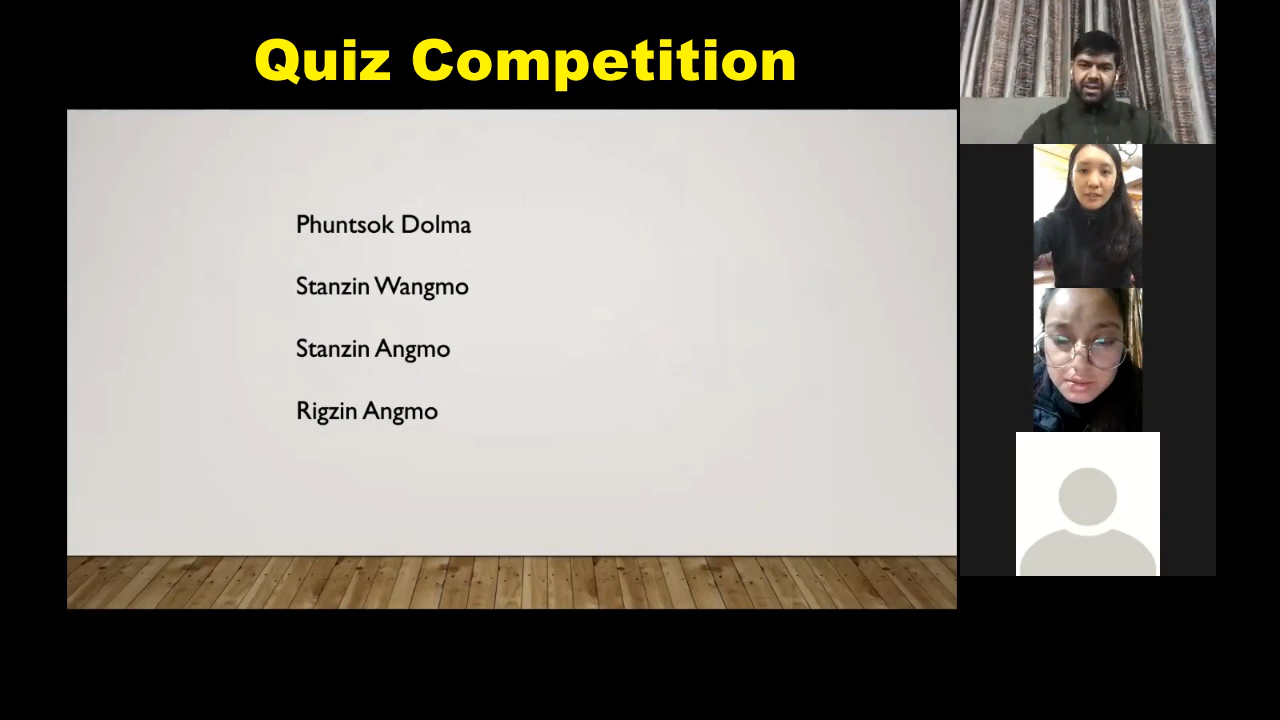 Quiz Competition
Phuntsok Dolma
Stanzin Wangmo
Stanzin Angmo
Rigzin Angmo